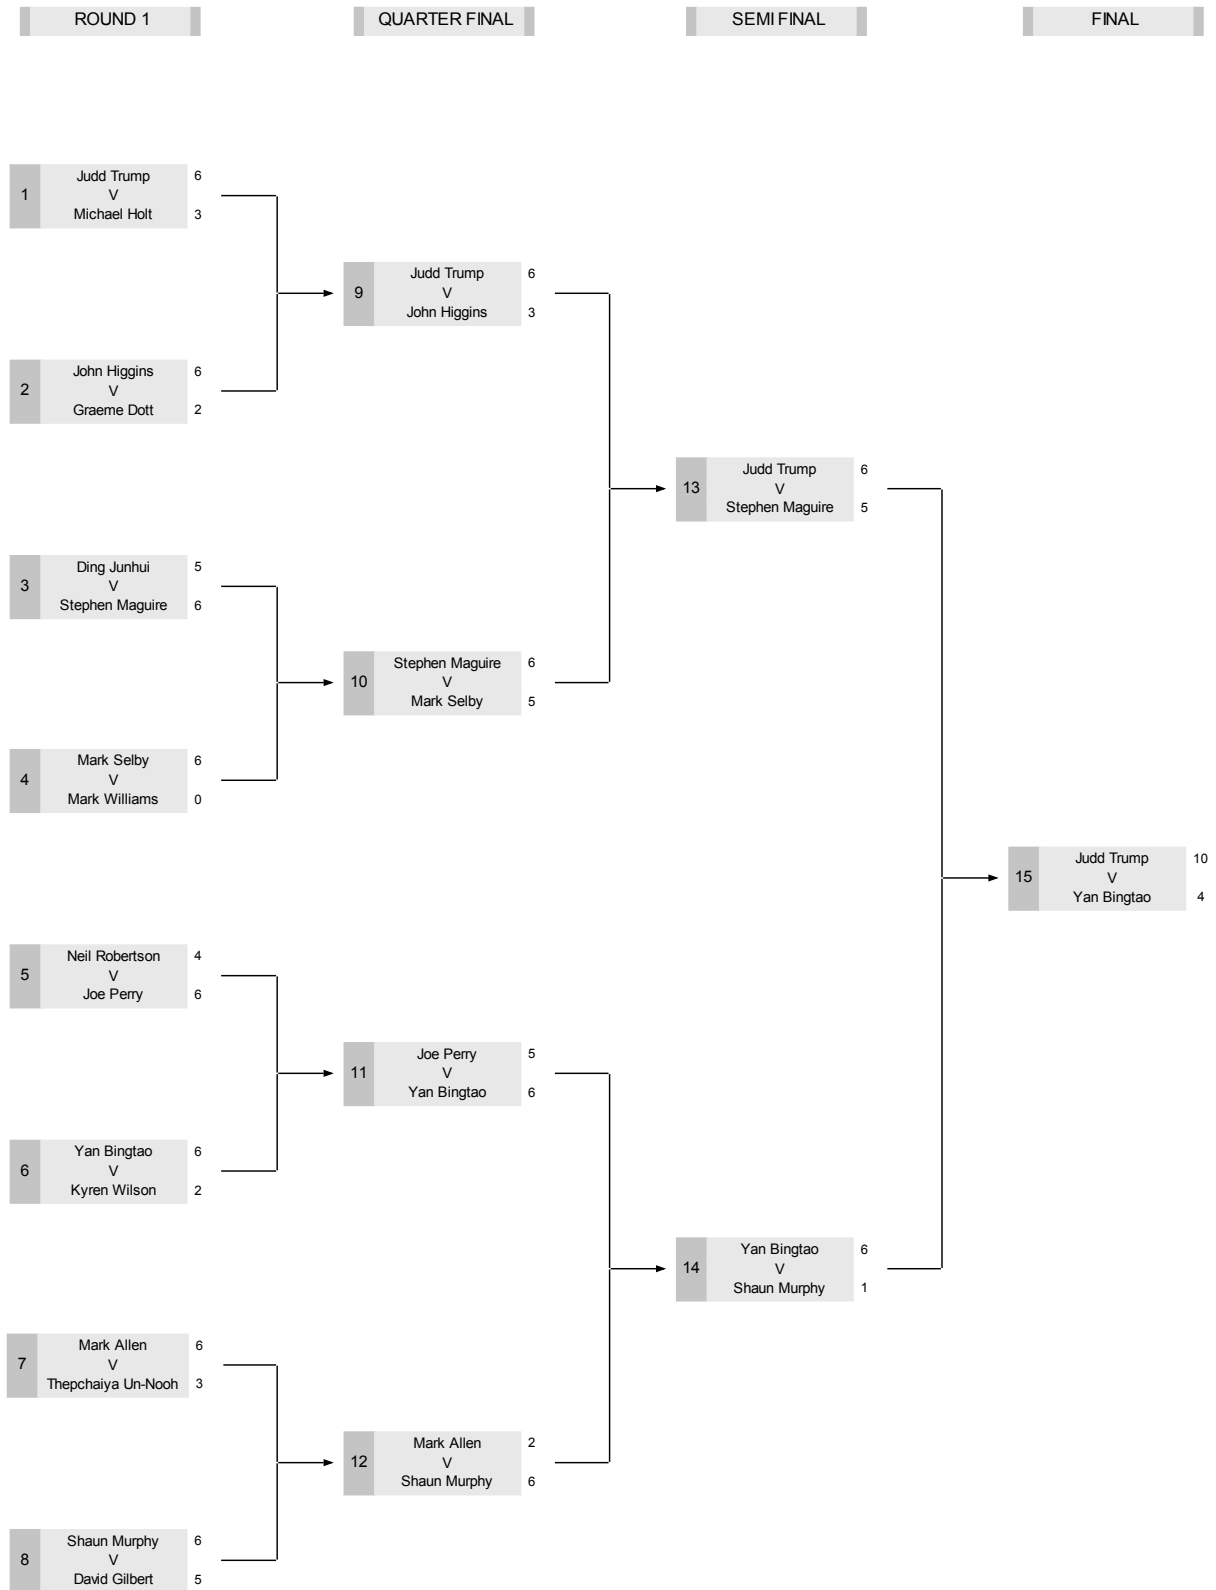 ROUND 1
QUARTER FINAL
SEMI FINAL
FINAL
Judd Trump 6
1 V
Michael Holt 3
Judd Trump 6
9 V
John Higgins 3
John Higgins 6
2 V
Graeme Dott 2
Judd Trump 6
13 V
Stephen Maguire 5
Ding Junhui 5
3 V
Stephen Maguire 6
Stephen Maguire 6
10 V
Mark Selby 5
Mark Selby 6
4 V
Mark Williams 0
Judd Trump 10
15 V
Yan Bingtao 4
Neil Robertson 4
5 V
Joe Perry 6
Joe Perry 5
11 V
Yan Bingtao 6
Yan Bingtao 6
6 V
Kyren Wilson 2
Yan Bingtao 6
14 V
Shaun Murphy 1
Mark Allen 6
7 V
Thepchaiya Un-Nooh 3
Mark Allen 2
12 V
Shaun Murphy 6
Shaun Murphy 6
8 V
David Gilbert 5